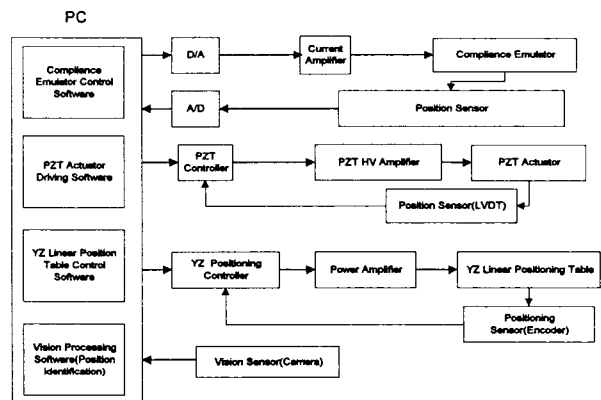 PC
Compliance
Emulator Control
Software
D/A
Current
Amplifier
Compliance Emulator
A/D
Position Sensor
PZT Actuator
Driving Software
PZT
Controller
PZT HV Amplifier
PZT Actuator
Position Sensor(LVDT)
YZ Linear Position
Table Control
Software
YZ Positioning
Controller
Power Amplifier
YZ Linear Positioning Table
Positioning
Sensor(Encoder)
Vision Processing
Software(Position
Identification)
Vision Sensor(Camera)